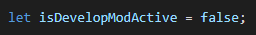 let isDevelopModActive = false;